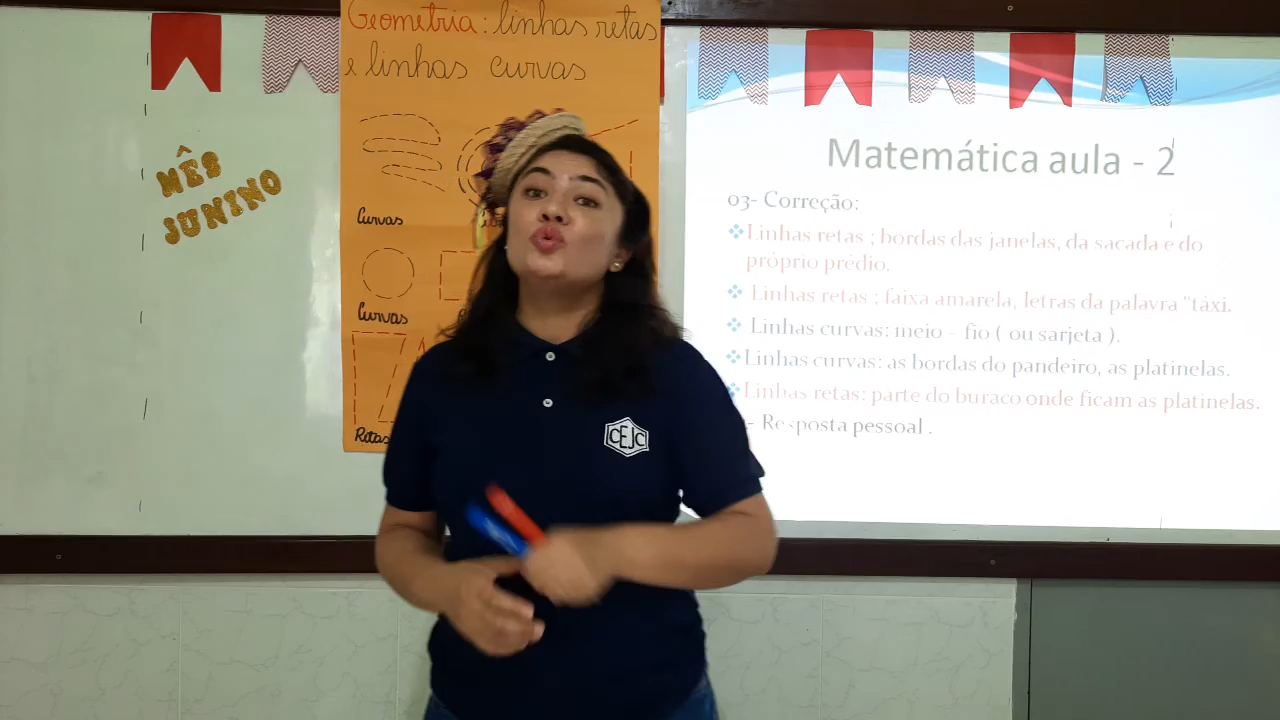 Geometria: linhas retas
e linhas curvas
MÊS
JUNINO
Curvas
Curvas
Retas
CEJC
Matemática aula - 2
03- Correção:
Linhas retas ; bordas das janelas, da sacada e do
próprio prédio.
Linhas retas ; faixa amarela, letras da palavra "táxi.
Linhas curvas: meio – fio ( ou sarjeta ).
Linhas curvas: as bordas do pandeiro, as platinelas.
Linhas retas: parte do buraco onde ficam as platinelas.
- Resposta pessoal .